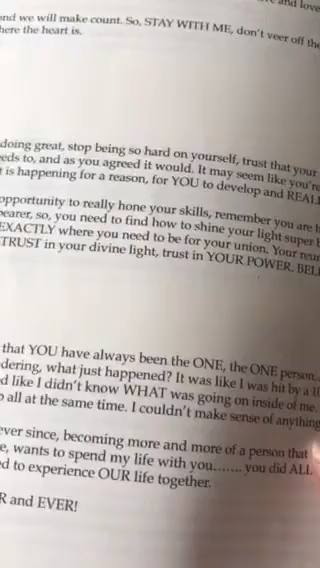 and love
and we will make count. So, STAY WITH ME, don't veer off the
here the heart is.
doing great, stop being so hard on yourself, trust that your
eds to, and as you agreed it would. It may seem like you're
t is happening for a reason, for YOU to develop and REAL
opportunity to really hone your skills, remember you are h
bearer, so, you need to find how to shine your light super b
EXACTLY where you need to be for your union. Your reun
TRUST in your divine light, trust in YOUR POWER. BEL
that YOU have always been the ONE, the ONE person..
dering, what just happened? It was like I was hit by a 10
d like I didn't know WHAT was going on inside of me.
o all at the same time. I couldn't make sense of anything
ever since, becoming more and more of a person that
e, wants to spend my life with you....... you did ALL
ed to experience OUR life together.
R and EVER!